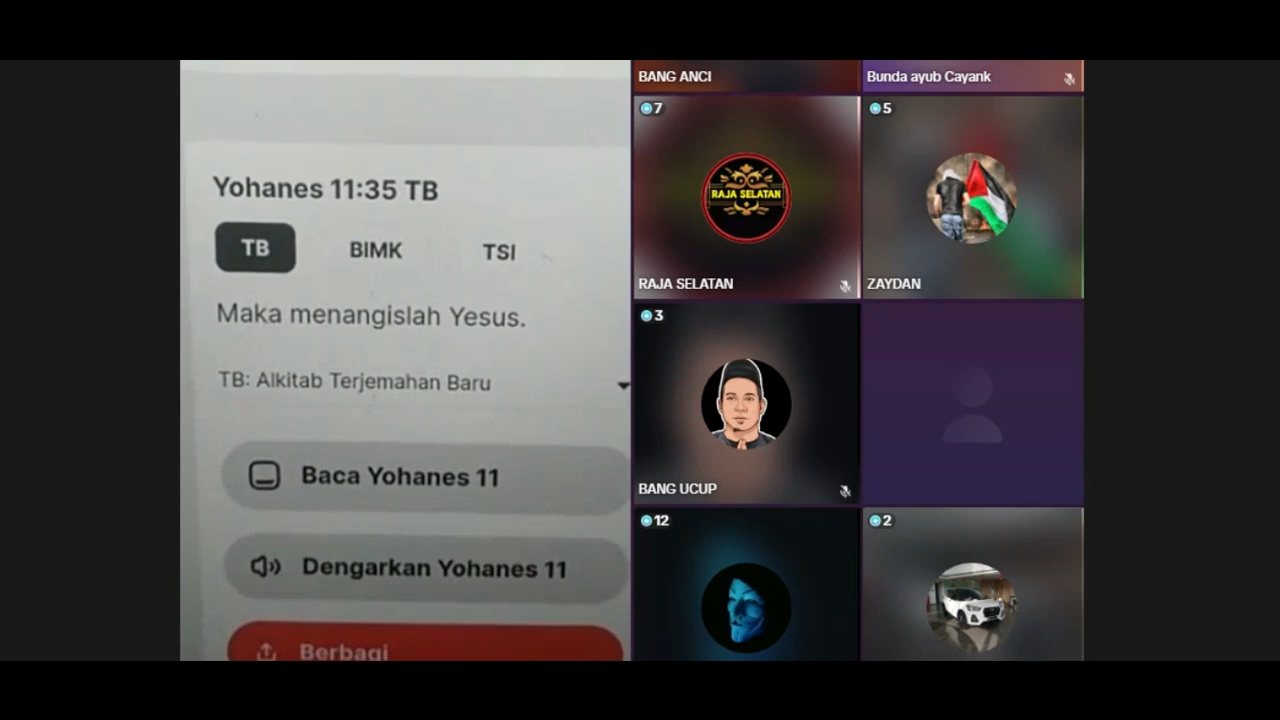 Yohanes 11:35 TB
TB BIMK TSI
Maka menangislah Yesus.
TB: Alkitab Terjemahan Baru
Baca Yohanes 11
Dengarkan Yohanes 11
Berbagi
BANG ANCI
Bunda ayub Cayank
7
RAJA SELATAN
RAJA SELATAN
5
ZAYDAN
3
BANG UCUP
12
2